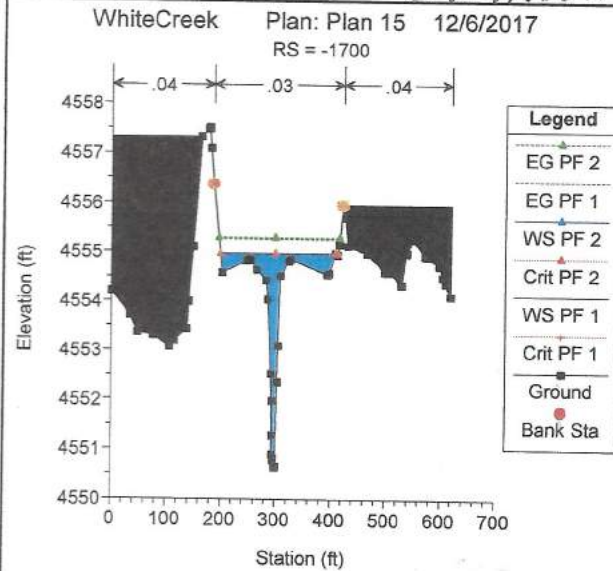 WhiteCreek Plan: Plan 15 12/6/2017
RS = -1700
.04 .03 .04
4558
4557
4556
4555
4554
4553
4552
4551
4550
Elevation (ft)
0 100 200 300 400 500 600 700
Station (ft)
Legend
EG PF 2
EG PF 1
WS PF 2
Crit PF 2
WS PF 1
Crit PF 1
Ground
Bank Sta